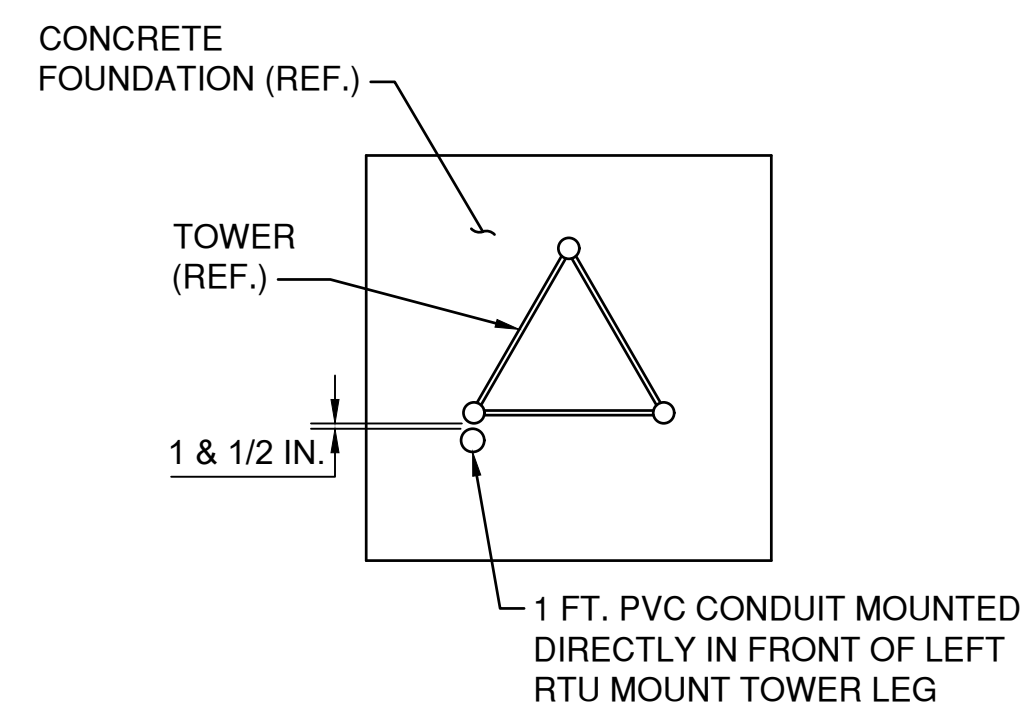 CONCRETE
FOUNDATION (REF.)
TOWER
(REF.)
1 & 1/2 IN.
1 FT. PVC CONDUIT MOUNTED
DIRECTLY IN FRONT OF LEFT
RTU MOUNT TOWER LEG